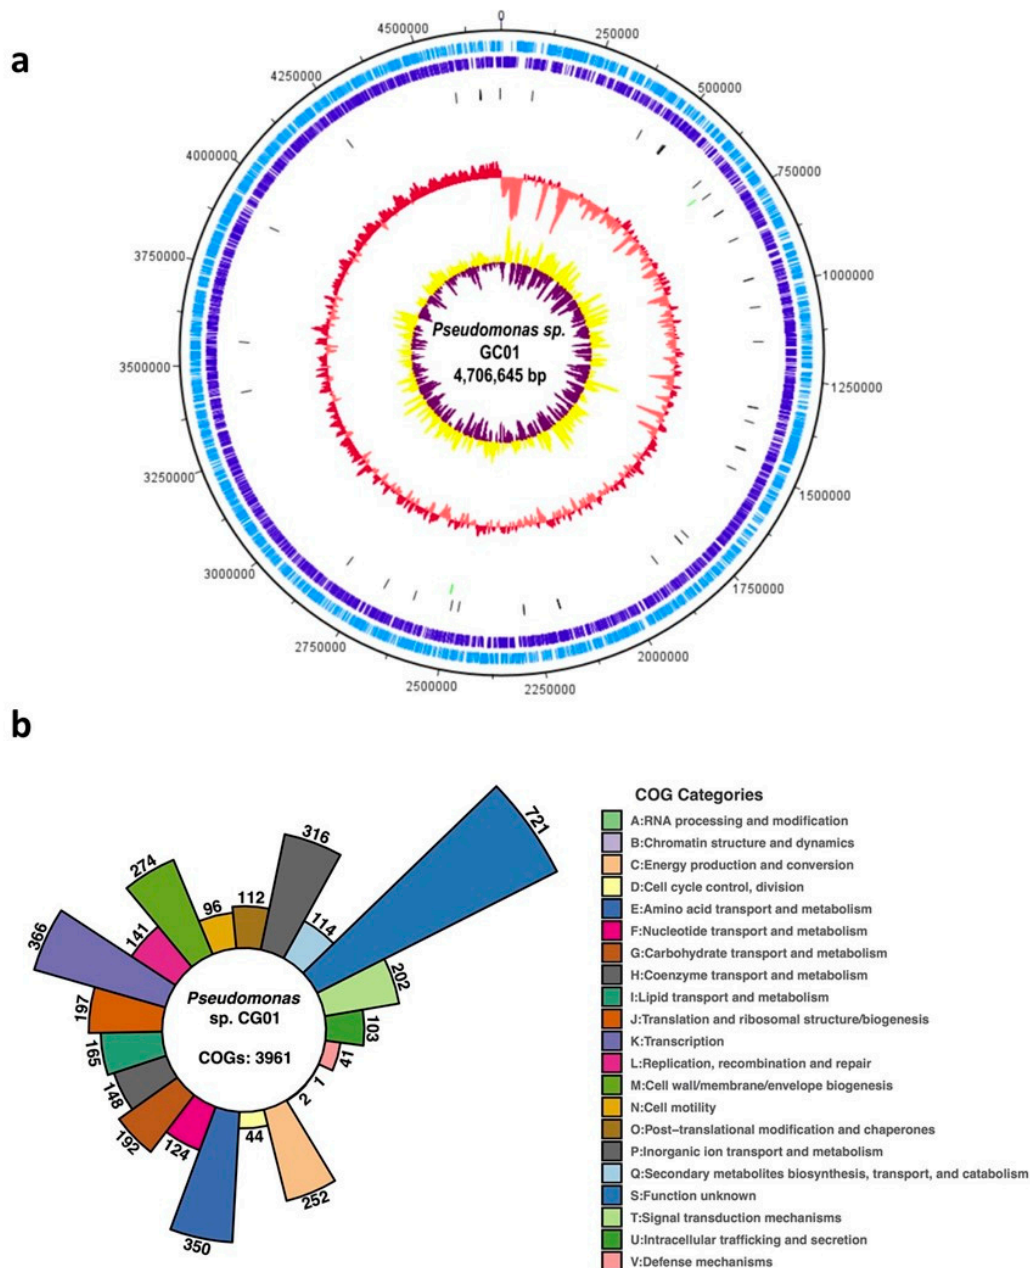 a
0
250000
500000
750000
1000000
1250000
1500000
1750000
2000000
2250000
2500000
2750000
3000000
3250000
3500000
3750000
4000000
4250000
4500000
Pseudomonas sp.
GC01
4,706,645 bp
b
721
202
103
41
1
2
252
44
350
124
192
148
165
197
366
141
274
96
112
316
114
Pseudomonas
sp. CG01
COGs: 3961
COG Categories
A:RNA processing and modification
B:Chromatin structure and dynamics
C:Energy production and conversion
D:Cell cycle control, division
E:Amino acid transport and metabolism
F:Nucleotide transport and metabolism
G:Carbohydrate transport and metabolism
H:Coenzyme transport and metabolism
I:Lipid transport and metabolism
J:Translation and ribosomal structure/biogenesis
K:Transcription
L:Replication, recombination and repair
M:Cell wall/membrane/envelope biogenesis
N:Cell motility
O:Post−translational modification and chaperones
P:Inorganic ion transport and metabolism
Q:Secondary metabolites biosynthesis, transport, and catabolism
S:Function unknown
T:Signal transduction mechanisms
U:Intracellular trafficking and secretion
V:Defense mechanisms